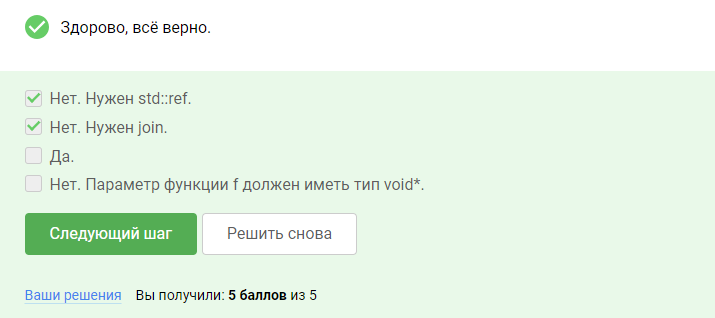 Здорово, всё верно.
Нет. Нужен std::ref.
Нет. Нужен join.
Да.
Нет. Параметр функции f должен иметь тип void*.
Следующий шаг Решить снова
Ваши решения Вы получили: 5 баллов из 5